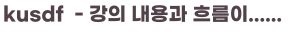 kusdf - 강의 내용과 흐름이......